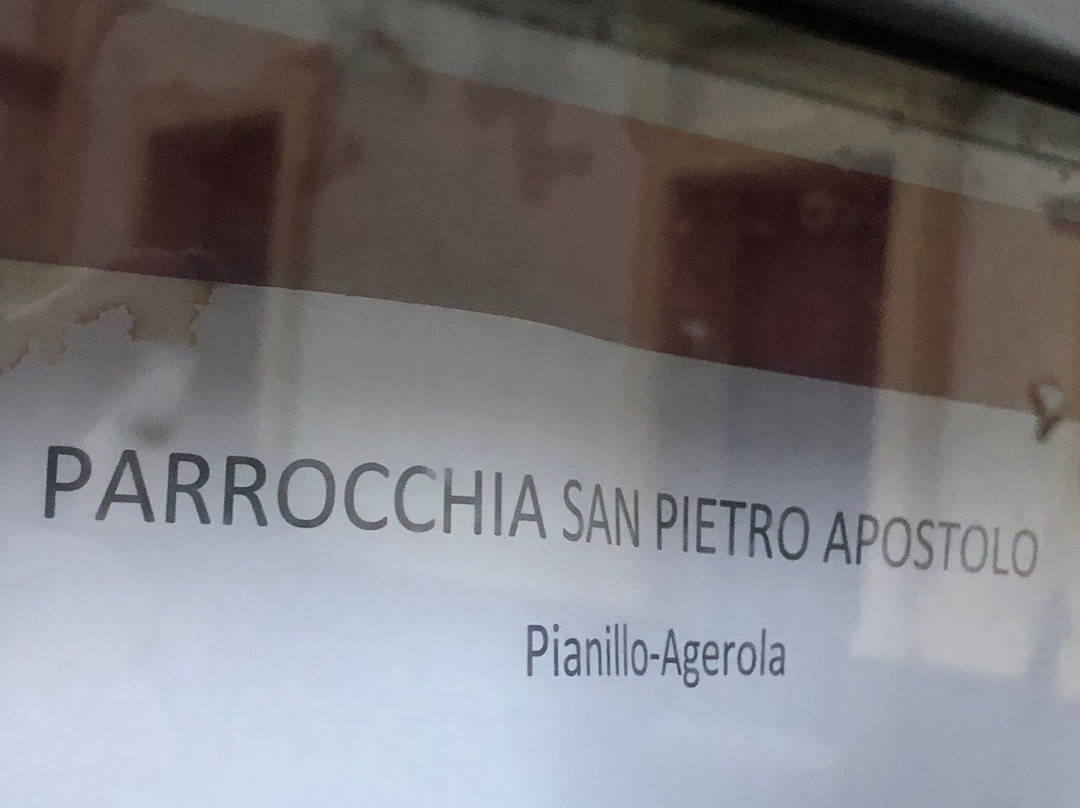 PARROCCHIA SAN PIETRO APOSTOLO
Pianillo-Agerola